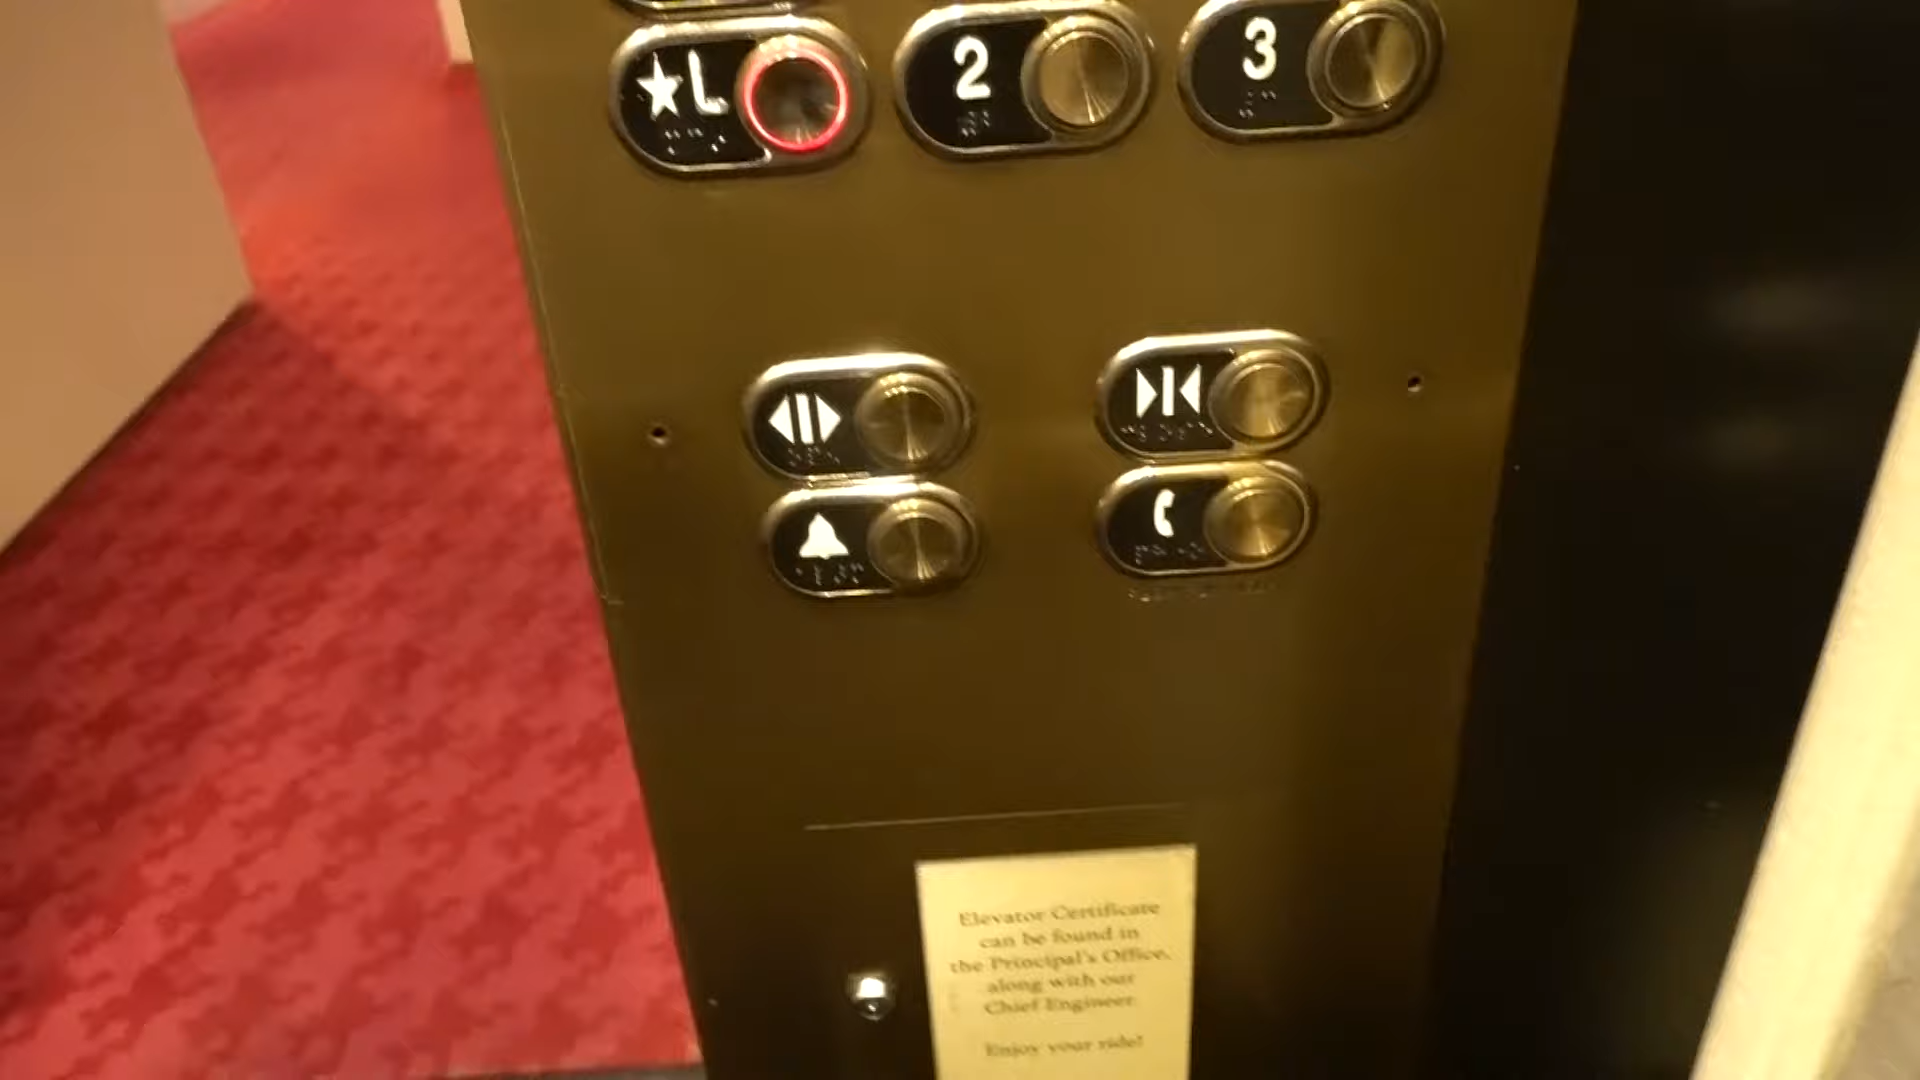 ★L
2
3
Elevator Certificate
can be found in
the Principal's Office,
along with our
Chief Engineer.
Enjoy your ride!